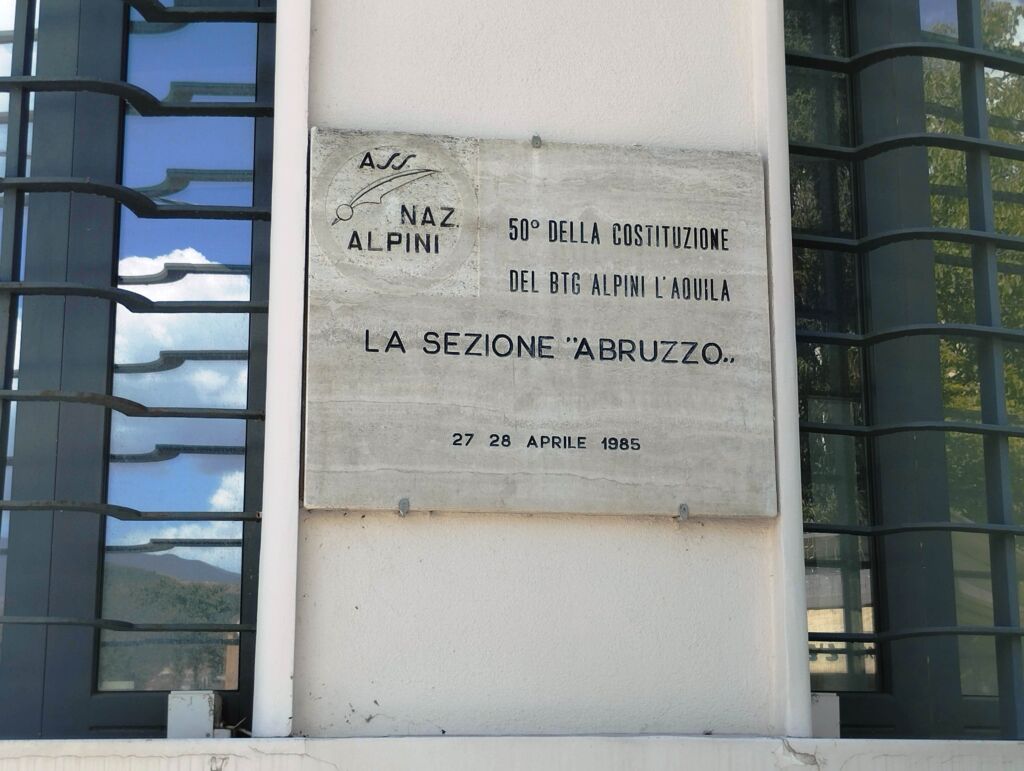 ASS
NAZ.
ALPINI
50° DELLA COSTITUZIONE
DEL BTG ALPINI L'AQUILA
LA SEZIONE "ABRUZZO„
27 28 APRILE 1985